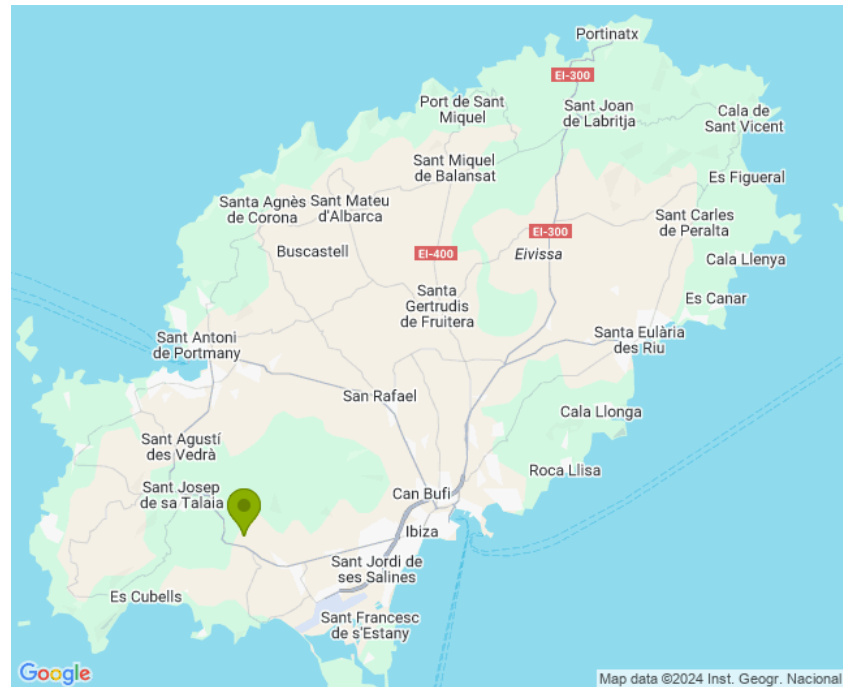 Portinatx
EI-300
Port de Sant
Miquel
Sant Joan
de Labritja
Cala de
Sant Vicent
Sant Miquel
de Balansat
Es Figueral
Santa Agnès
de Corona
Sant Mateu
d'Albarca
Sant Carles
de Peralta
EI-300
Buscastell
EI-400
Eivissa
Cala Llenya
Santa
Gertrudis
de Fruitera
Es Canar
Sant Antoni
de Portmany
Santa Eulària
des Riu
San Rafael
Cala Llonga
Sant Agustí
des Vedrà
Roca Llisa
Sant Josep
de sa Talaia
Can Bufi
Ibiza
Sant Jordi de
ses Salines
Es Cubells
Sant Francesc
de s'Estany
Google
Map data ©2024 Inst. Geogr. Nacional